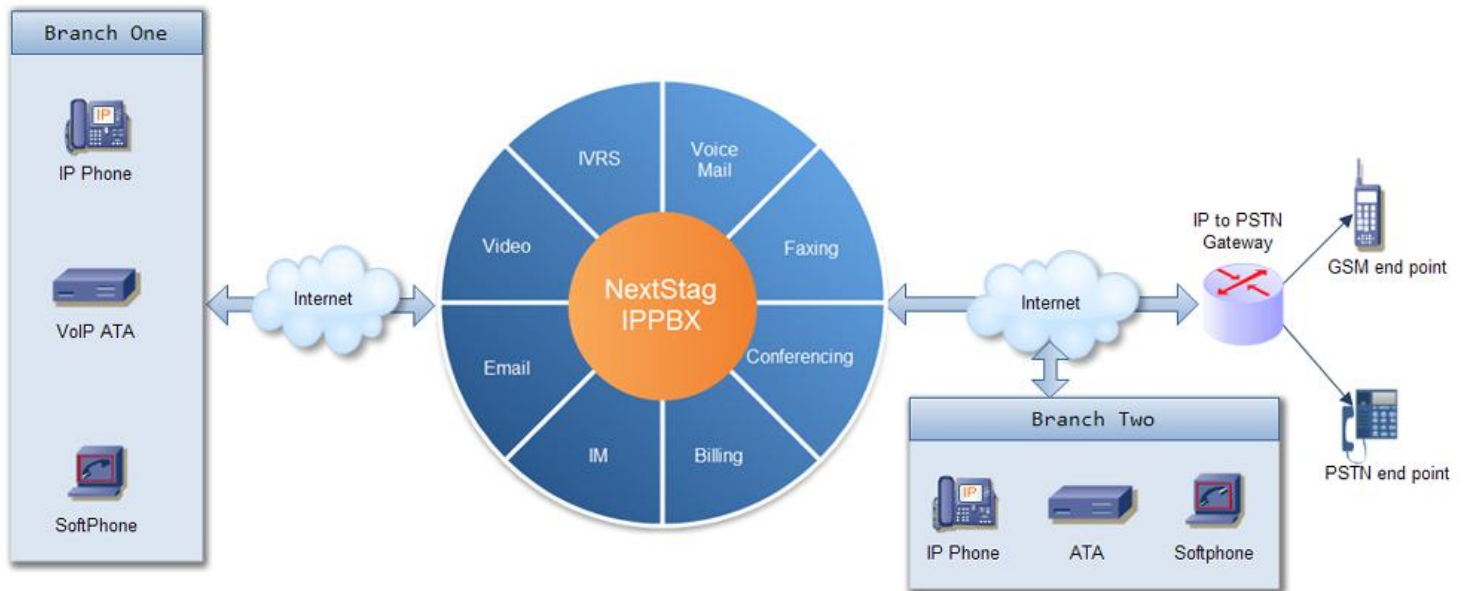 Branch One
IP
IP Phone
VoIP ATA
SoftPhone
Internet
IVRS
Voice
Mail
Video
Faxing
NextStag
IPPBX
Email
Conferencing
IM
Billing
Internet
IP to PSTN
Gateway
GSM end point
PSTN end point
Branch Two
IP
IP Phone
ATA
Softphone